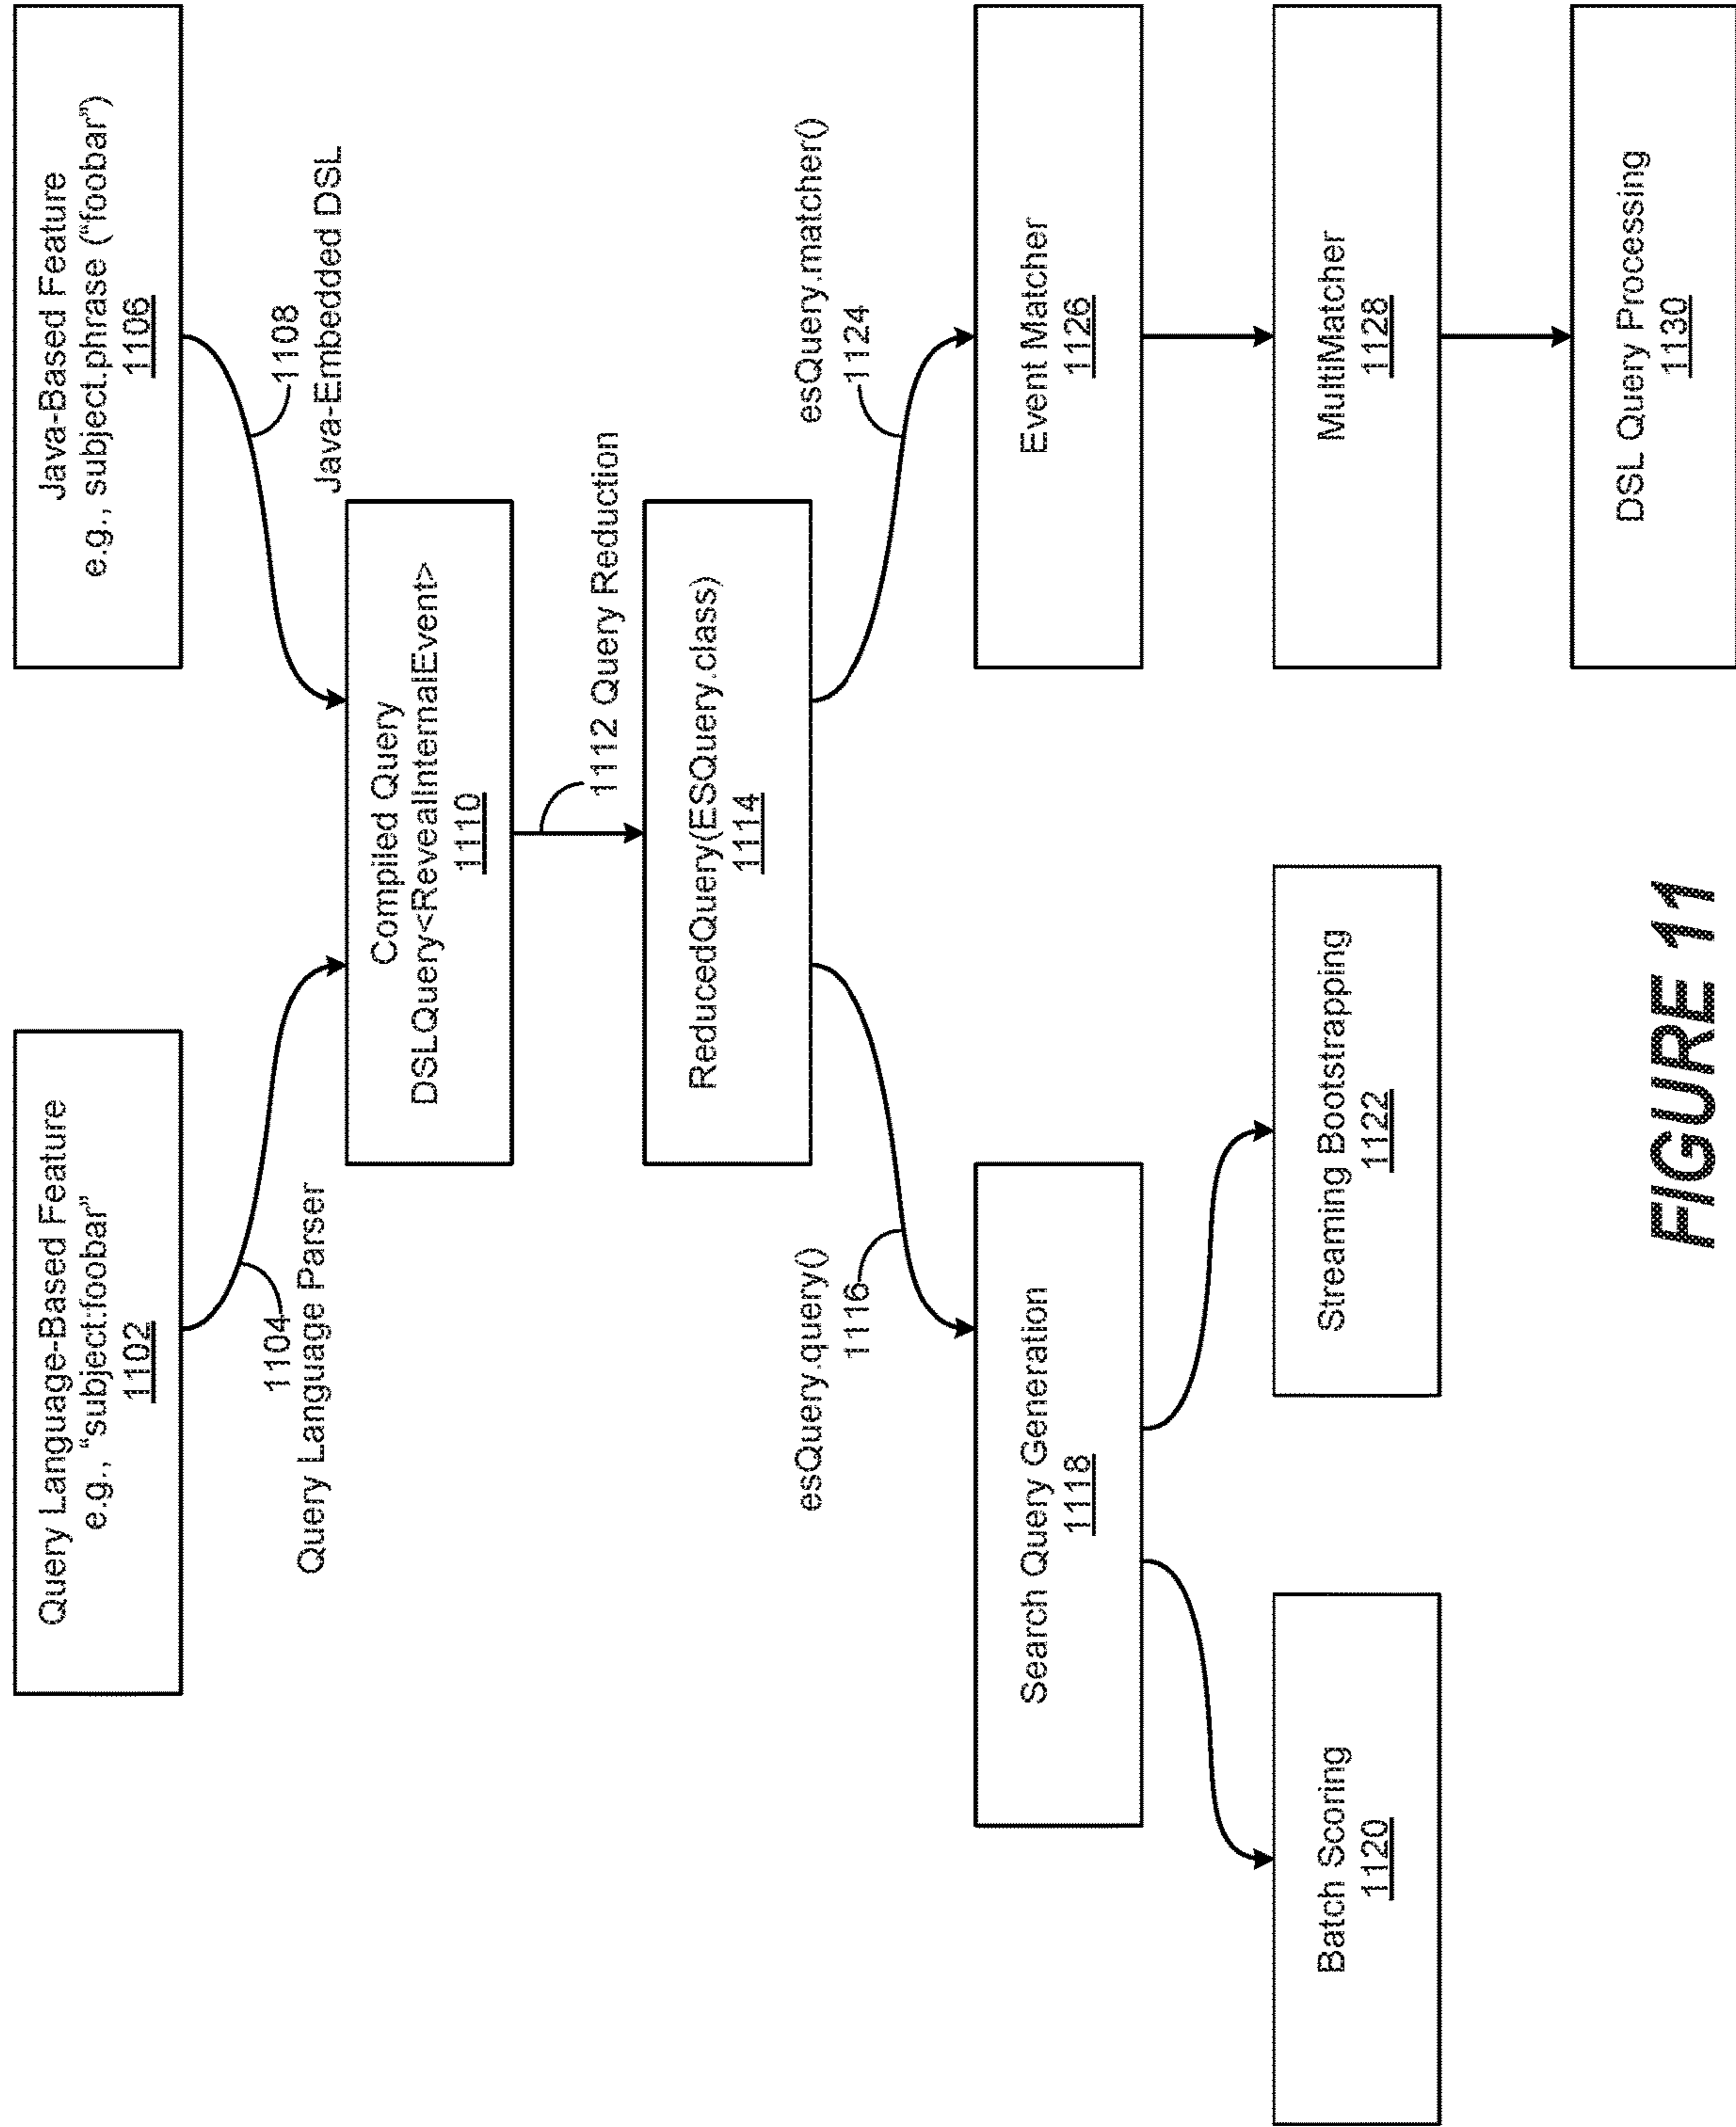 Query Language-Based Feature
e.g., “subject:foobar”
1102
Java-Based Feature
e.g., subject.phrase (“foobar”)
1106
1104
Query Language Parser
1108
Java-Embedded DSL
Compiled Query
DSLQuery<RevealInternalEvent>
1110
1112 Query Reduction
ReducedQuery(ESQuery.class)
1114
esQuery.query()
1116
esQuery.matcher()
1124
Search Query Generation
1118
Event Matcher
1126
Batch Scoring
1120
Streaming Bootstrapping
1122
MultiMatcher
1128
DSL Query Processing
1130
FIGURE 11